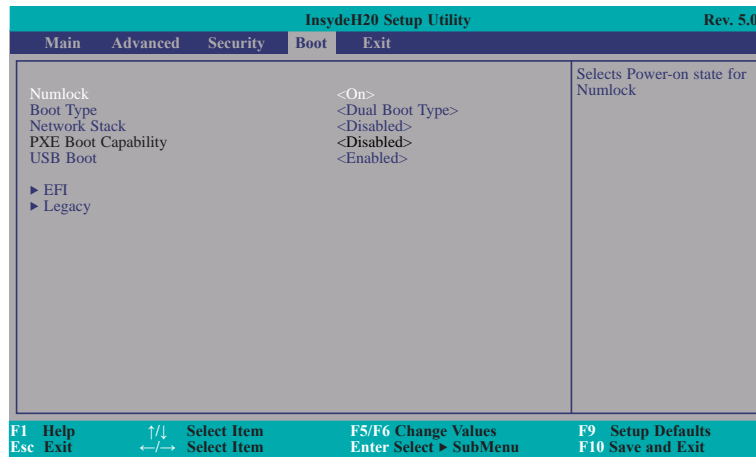 InsydeH20 Setup Utility Rev. 5.0
Main Advanced Security Boot Exit
Numlock <On>
Boot Type <Dual Boot Type>
Network Stack <Disabled>
PXE Boot Capability <Disabled>
USB Boot <Enabled>
▶ EFI
▶ Legacy
Selects Power-on state for
Numlock
F1 Help ↑/↓ Select Item F5/F6 Change Values F9 Setup Defaults
Esc Exit ←/→ Select Item Enter Select ▶ SubMenu F10 Save and Exit